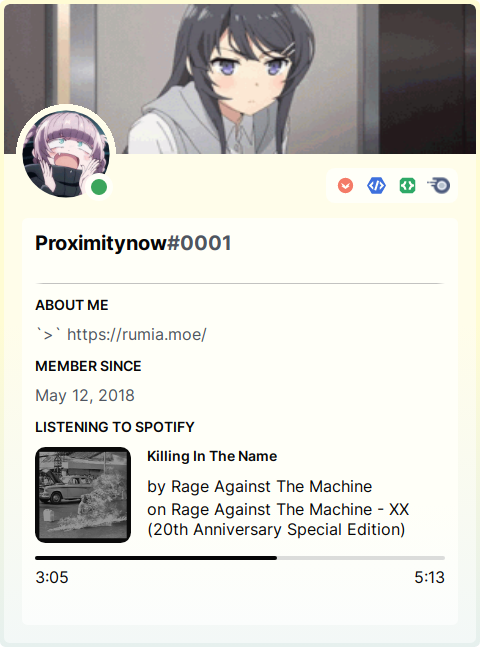 Proximitynow#0001
ABOUT ME
`>` https://rumia.moe/
MEMBER SINCE
May 12, 2018
LISTENING TO SPOTIFY
Killing In The Name
by Rage Against The Machine
on Rage Against The Machine - XX
(20th Anniversary Special Edition)
3:05 5:13